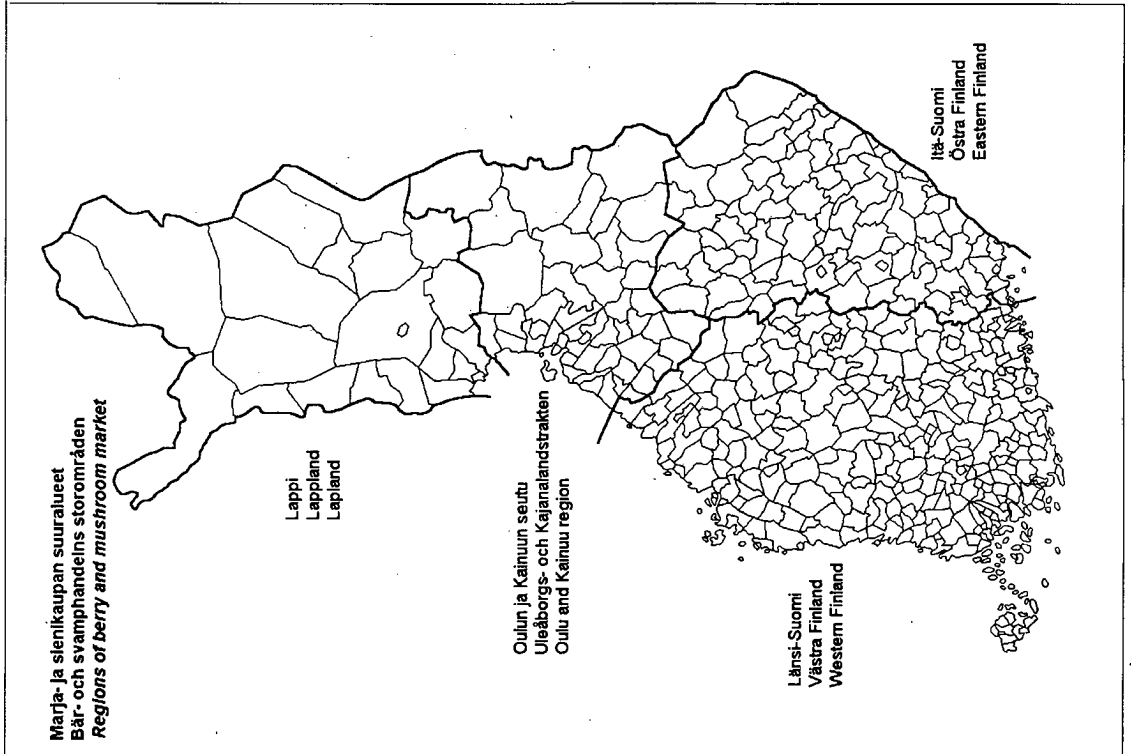 Marja- ja sienikaupan suuralueet
Bär- och svamphandelns storområden
Regions of berry and mushroom market
Lappi
Lappland
Lapland
Oulun ja Kainuun seutu
Uleåborgs- och Kajanalandstrakten
Oulu and Kainuu region
Itä-Suomi
Östra Finland
Eastern Finland
Länsi-Suomi
Västra Finland
Western Finland